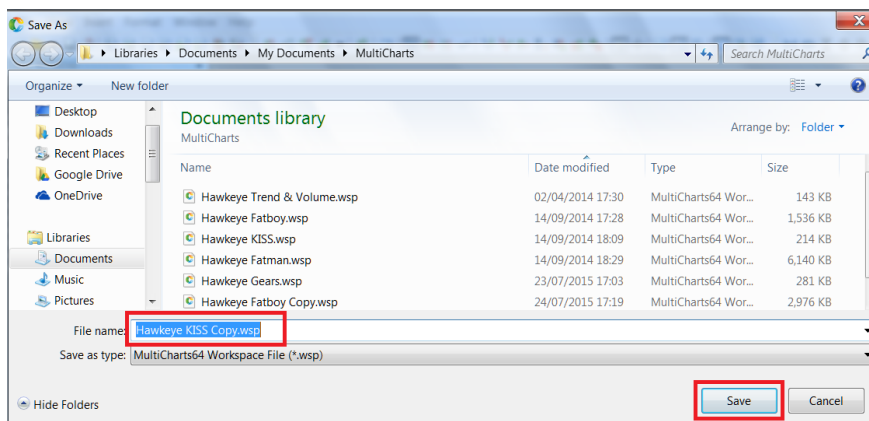 Save As
Libraries Documents My Documents MultiCharts Search MultiCharts
Organize New folder
Desktop
Downloads
Recent Places
Google Drive
OneDrive
Libraries
Documents
Music
Pictures
Documents library
MultiCharts
Arrange by: Folder
Name Date modified Type Size
Hawkeye Trend & Volume.wsp 02/04/2014 17:30 MultiCharts64 Wor... 143 KB
Hawkeye Fatboy.wsp 14/09/2014 17:28 MultiCharts64 Wor... 1,536 KB
Hawkeye KISS.wsp 14/09/2014 18:09 MultiCharts64 Wor... 214 KB
Hawkeye Fatman.wsp 14/09/2014 18:29 MultiCharts64 Wor... 6,140 KB
Hawkeye Gears.wsp 23/07/2015 17:03 MultiCharts64 Wor... 281 KB
Hawkeye Fatboy Copy.wsp 24/07/2015 17:19 MultiCharts64 Wor... 2,976 KB
File name: Hawkeye KISS Copy.wsp
Save as type: MultiCharts64 Workspace File (*.wsp)
Hide Folders Save Cancel